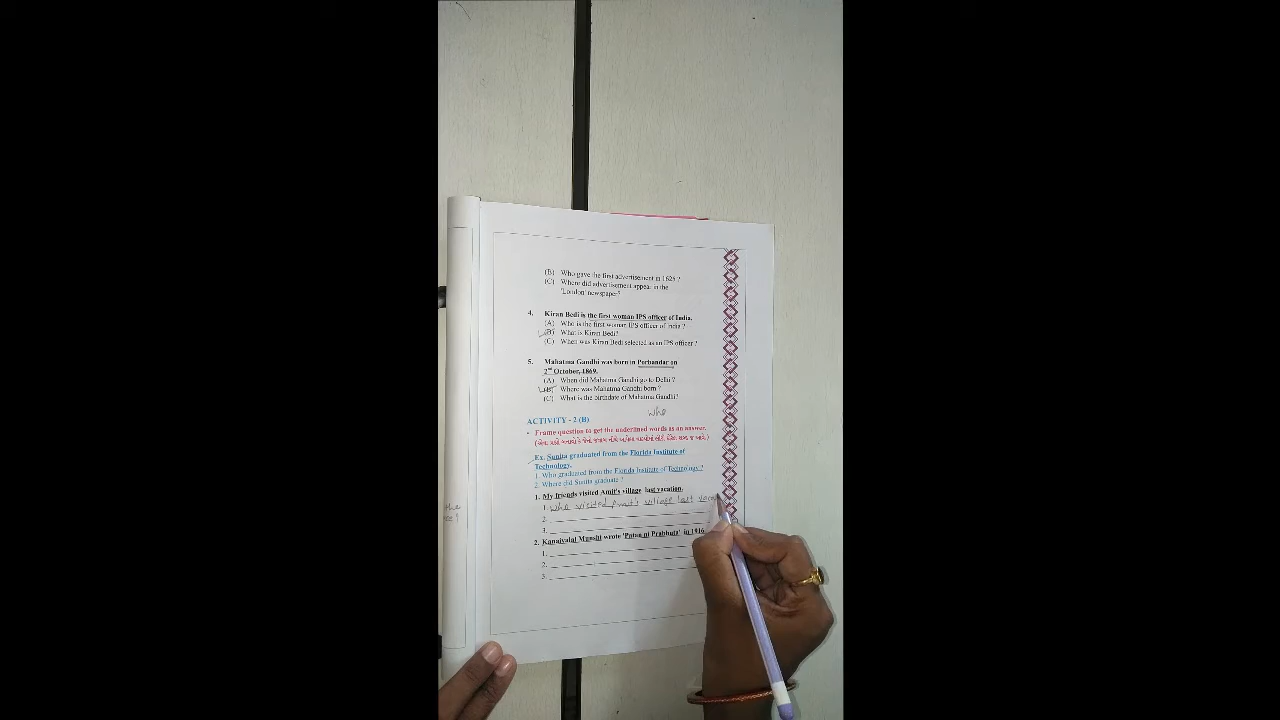 (B) Who gave the first advertisement in 1625 ?
(C) Where did advertisement appear in the
'London' newspaper?
4. Kiran Bedi is the first woman IPS officer of India.
(A) Who is the first woman IPS officer of India ?
(B) What is Kiran Bedi?
(C) When was Kiran Bedi selected as an IPS officer ?
5. Mahatma Gandhi was born in Porbandar on
2nd October, 1869.
(A) When did Mahatma Gandhi go to Delhi ?
(B) Where was Mahatma Gandhi born ?
(C) What is the birthdate of Mahatma Gandhi?
who
ACTIVITY - 2 (B)
• Frame question to get the underlined words as an answer.
Ex. Sunita graduated from the Florida Institute of
Technology.
1. Who graduated from the Florida Institute of Technology ?
2. Where did Sunita graduate ?
1. My friends visited Amit's village last vacation.
1. who visited Amit's village last
2.
3.
2. Kanaiyalal Munshi wrote 'Patan ni Prabhuta' in 1916
1.
2.
3.
the